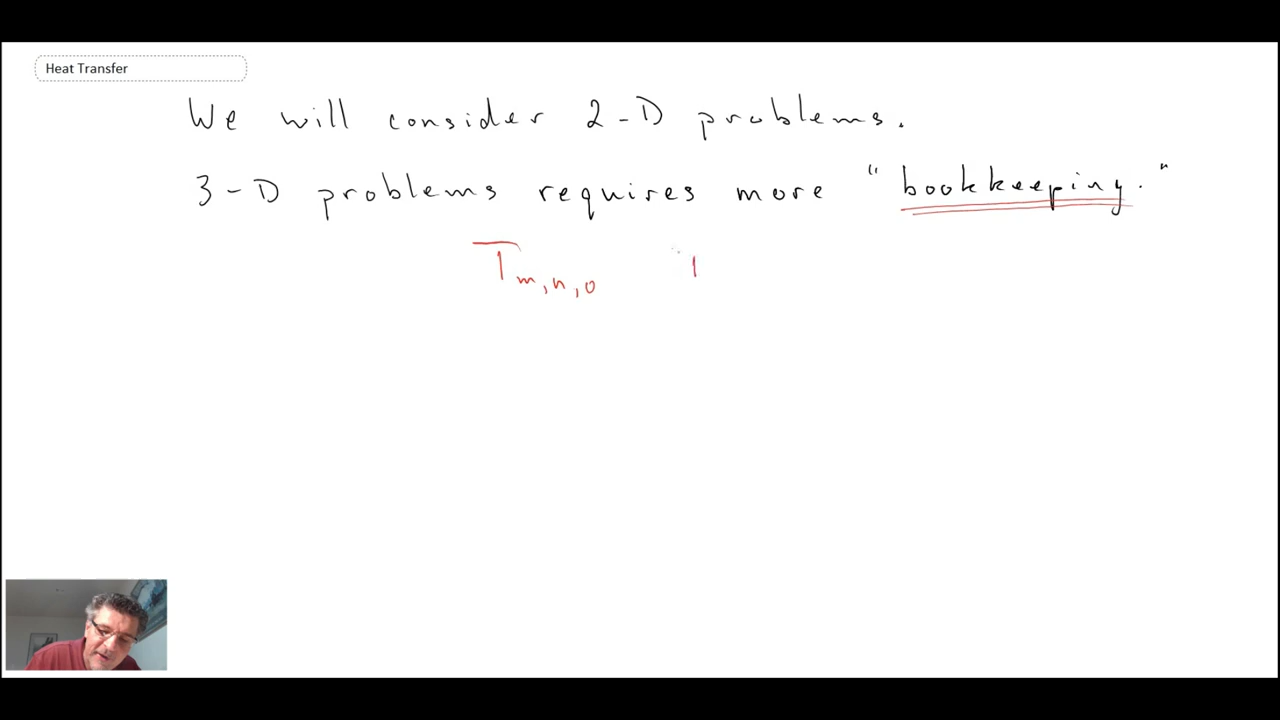 Heat Transfer
We will consider 2-D problems.
3-D problems requires more "bookkeeping."
T m,n,o